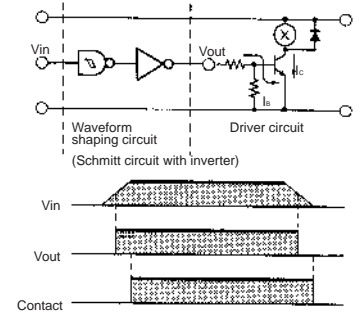 Vin
Vout
X
Ic
IB
Waveform
shaping circuit
Driver circuit
(Schmitt circuit with inverter)
Vin
Vout
Contact